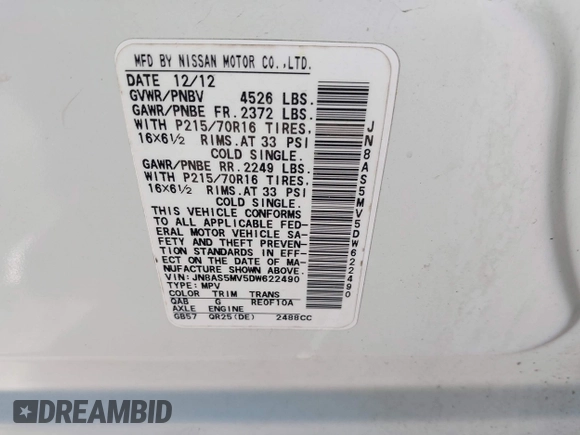 MFD BY NISSAN MOTOR CO.,LTD.
DATE 12/12
GVWR/PNBV 4526 LBS.
GAWR/PNBE FR.2372 LBS.
WITH P215/70R16 TIRES,
16X6½ RIMS.AT 33 PSI
COLD SINGLE.
GAWR/PNBE RR.2249 LBS.
WITH P215/70R16 TIRES,
16X6½ RIMS.AT 33 PSI
COLD SINGLE.
THIS VEHICLE CONFORMS
TO ALL APPLICABLE FED-
ERAL MOTOR VEHICLE SA-
FETY AND THEFT PREVEN-
TION STANDARDS IN EFF-
ECT ON THE DATE OF MA-
NUFACTURE SHOWN ABOVE.
VIN:JN8AS5MV5DW622490
TYPE: MPV
COLOR TRIM TRANS
QAB G RE0F10A
AXLE ENGINE
GB57 QR25(DE) 2488CC
JN8AS5MV5DW622490
DREAMBID